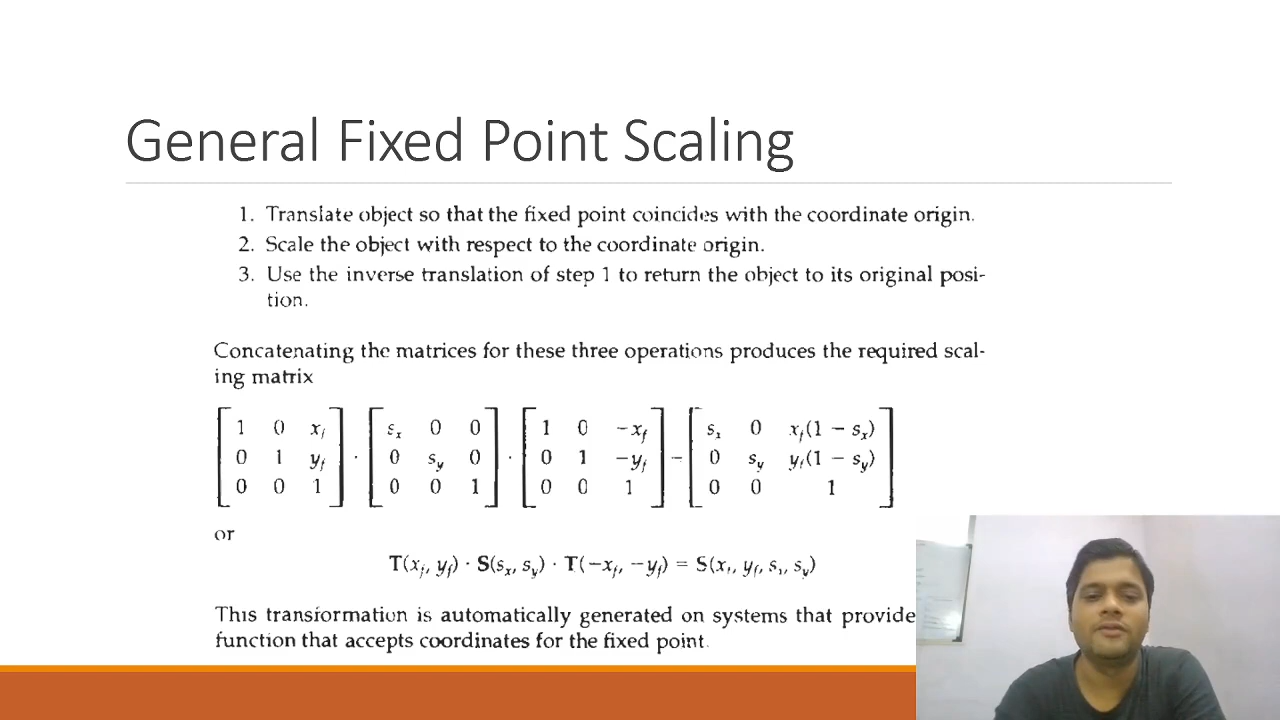 General Fixed Point Scaling
1. Translate object so that the fixed point coincides with the coordinate origin.
2. Scale the object with respect to the coordinate origin.
3. Use the inverse translation of step 1 to return the object to its original posi-
tion.
Concatenating the matrices for these three operations produces the required scal-
ing matrix
[1 0 x_f] [s_x 0 0] [1 0 −x_f] [s_x 0 x_f(1 − s_x)]
[0 1 y_f] · [0 s_y 0] · [0 1 −y_f] − [0 s_y y_f(1 − s_y)]
[0 0 1] [0 0 1] [0 0 1] [0 0 1]
or
T(x_f, y_f) · S(s_x, s_y) · T(−x_f, −y_f) = S(x_f, y_f, s_x, s_y)
This transformation is automatically generated on systems that provide
function that accepts coordinates for the fixed point.